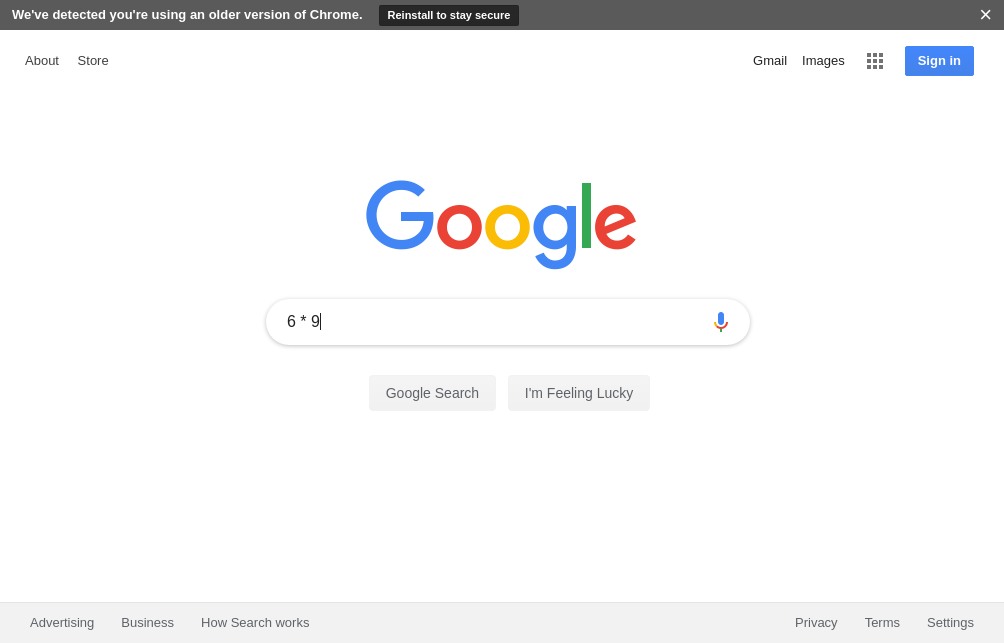 We've detected you're using an older version of Chrome. Reinstall to stay secure
About Store Gmail Images Sign in
Google
6 * 9
Google Search I'm Feeling Lucky
Advertising Business How Search works Privacy Terms Settings